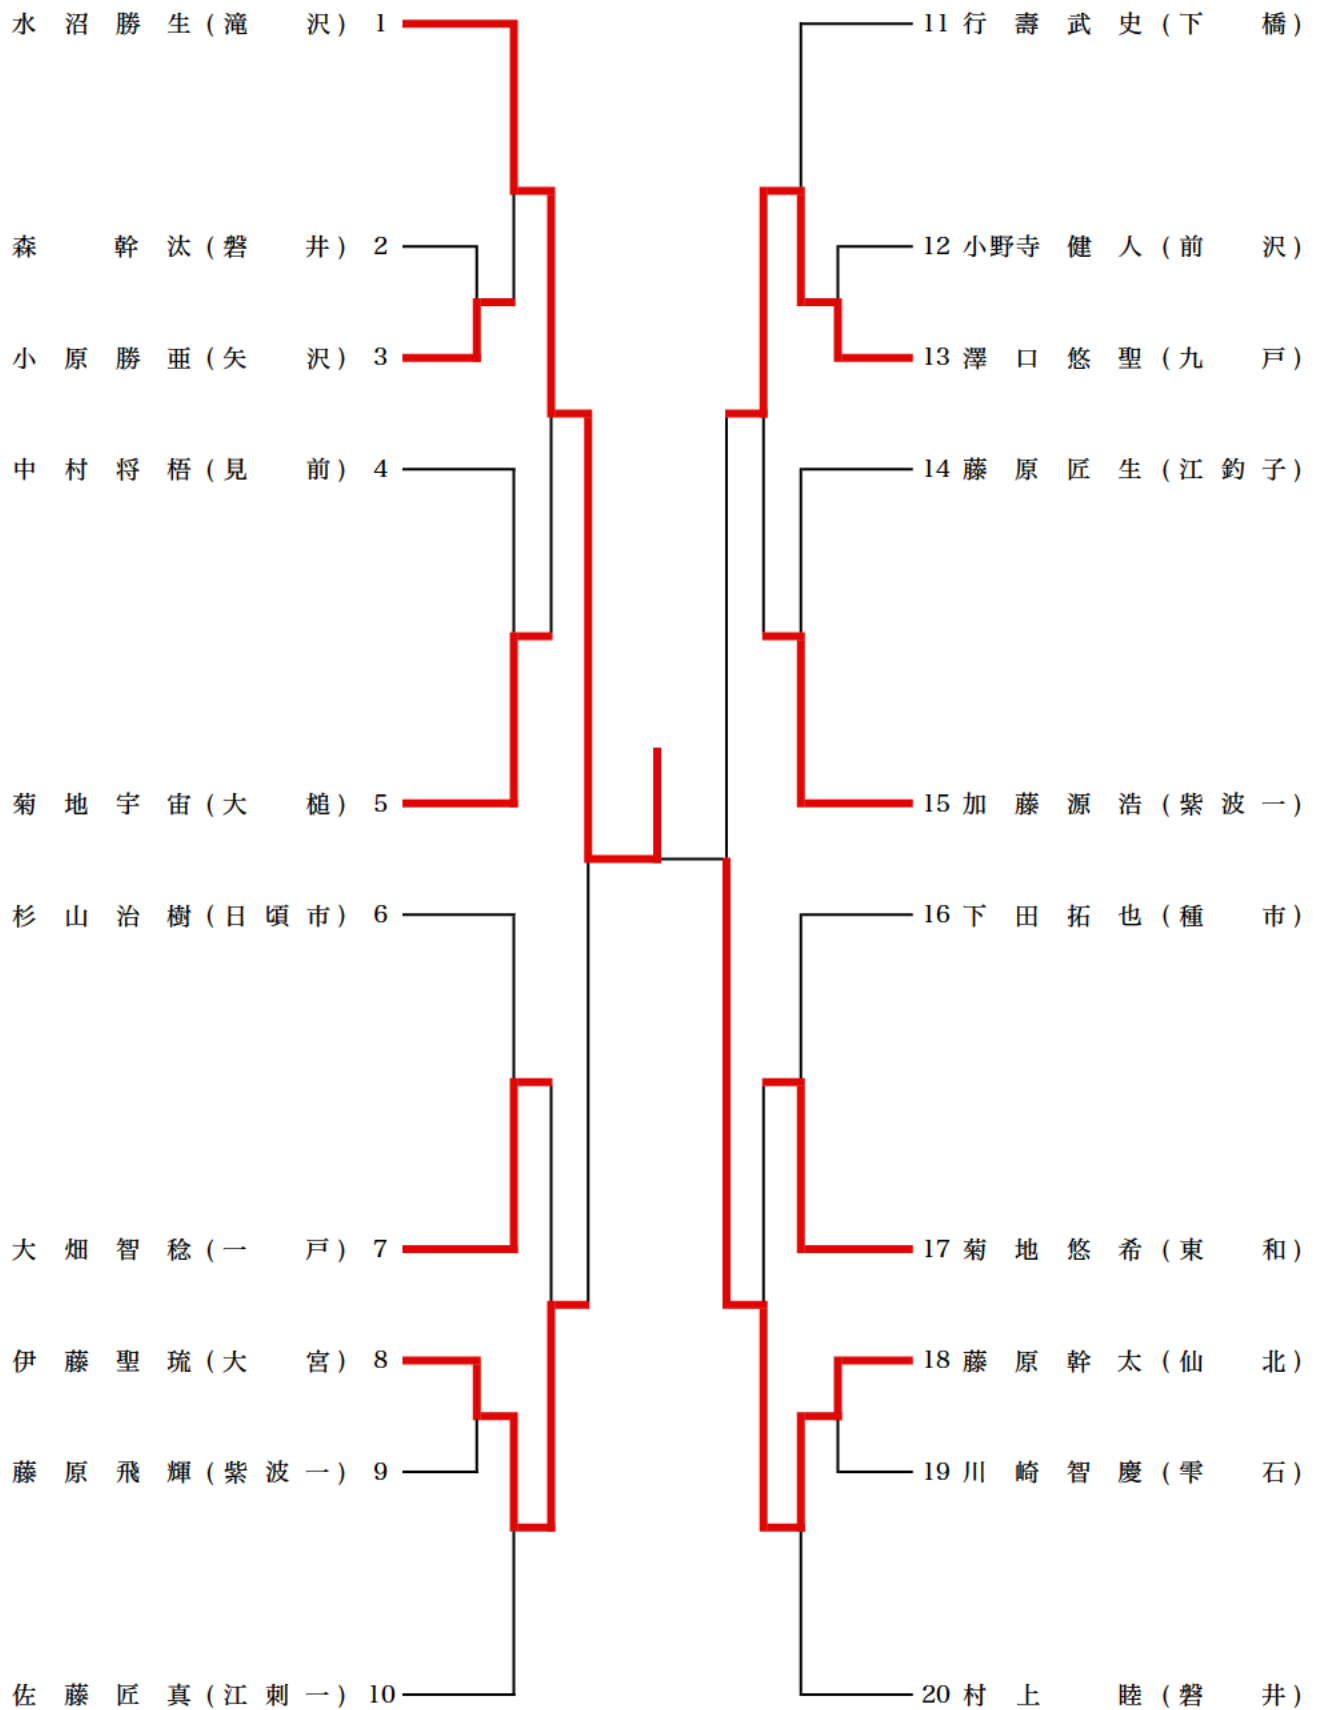 水沼勝生(滝沢) 1
森幹汰(磐井) 2
小原勝亜(矢沢) 3
中村将梧(見前) 4
菊地宇宙(大槌) 5
杉山治樹(日頃市) 6
大畑智稔(一戸) 7
伊藤聖琉(大宮) 8
藤原飛輝(紫波一) 9
佐藤匠真(江刺一) 10
11 行壽武史(下橋)
12 小野寺健人(前沢)
13 澤口悠聖(九戸)
14 藤原匠生(江釣子)
15 加藤源浩(紫波一)
16 下田拓也(種市)
17 菊地悠希(東和)
18 藤原幹太(仙北)
19 川崎智慶(雫石)
20 村上睦(磐井)